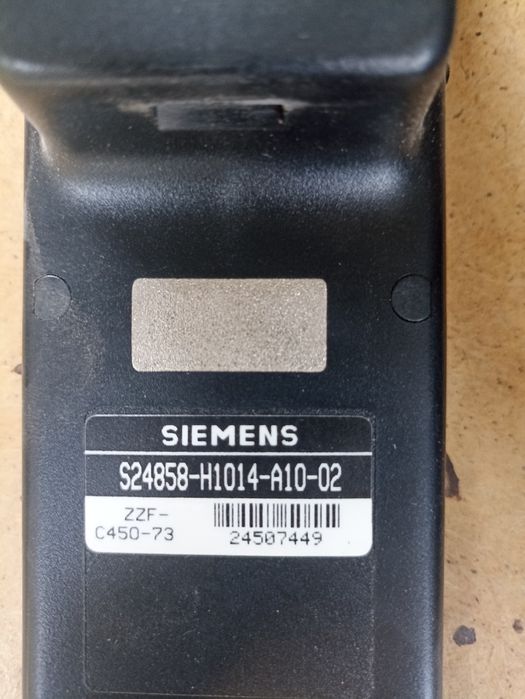 SIEMENS
S24858-H1014-A10-02
ZZF-
C450-73
24507449